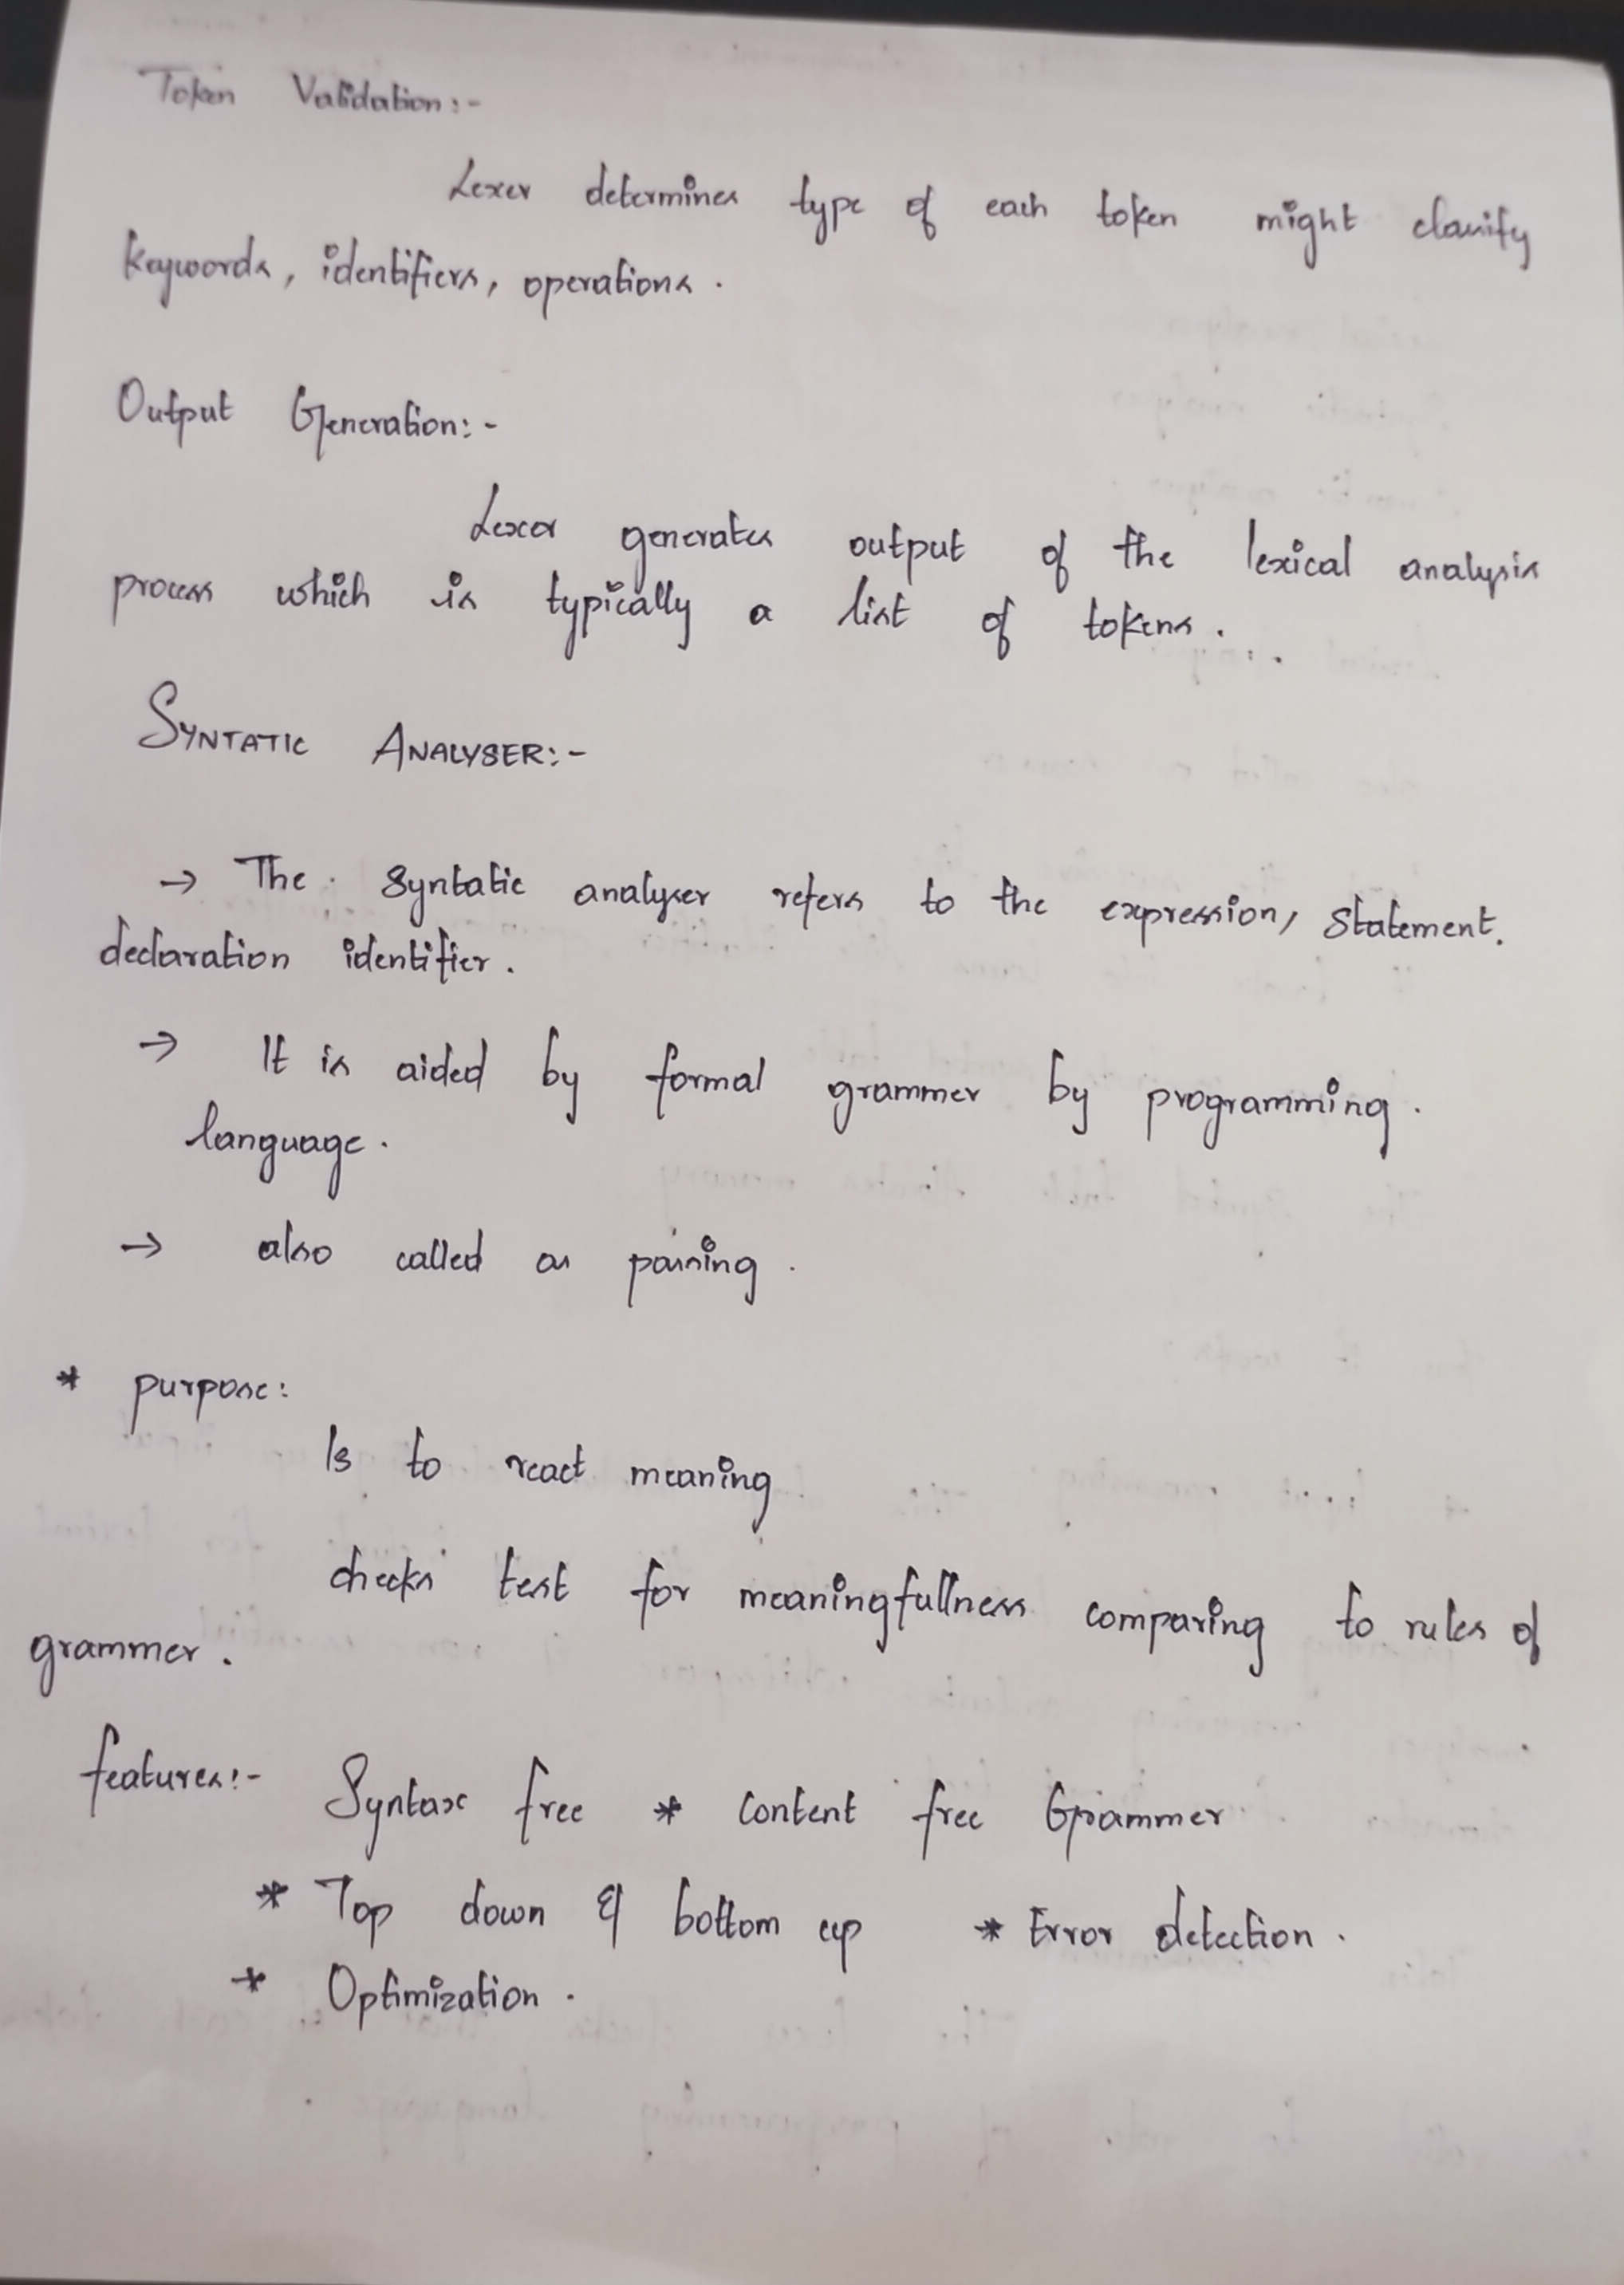 Token Validation:-
Lexer determines type of each token might classify
keywords, identifiers, operations.
Output Generation:-
Lexer generates output of the lexical analysis
process which is typically a list of tokens.
SYNTATIC ANALYSER:-
→ The syntatic analyser refers to the expression, statement.
declaration identifier.
→ It is aided by formal grammer by programming.
language.
→ also called as parsing.
* purpose:
Is to react meaning
checks test for meaningfullness comparing to rules of
grammer.
features:- Syntax free * content free Grammer
* Top down & bottom up * Error detection.
* Optimization.